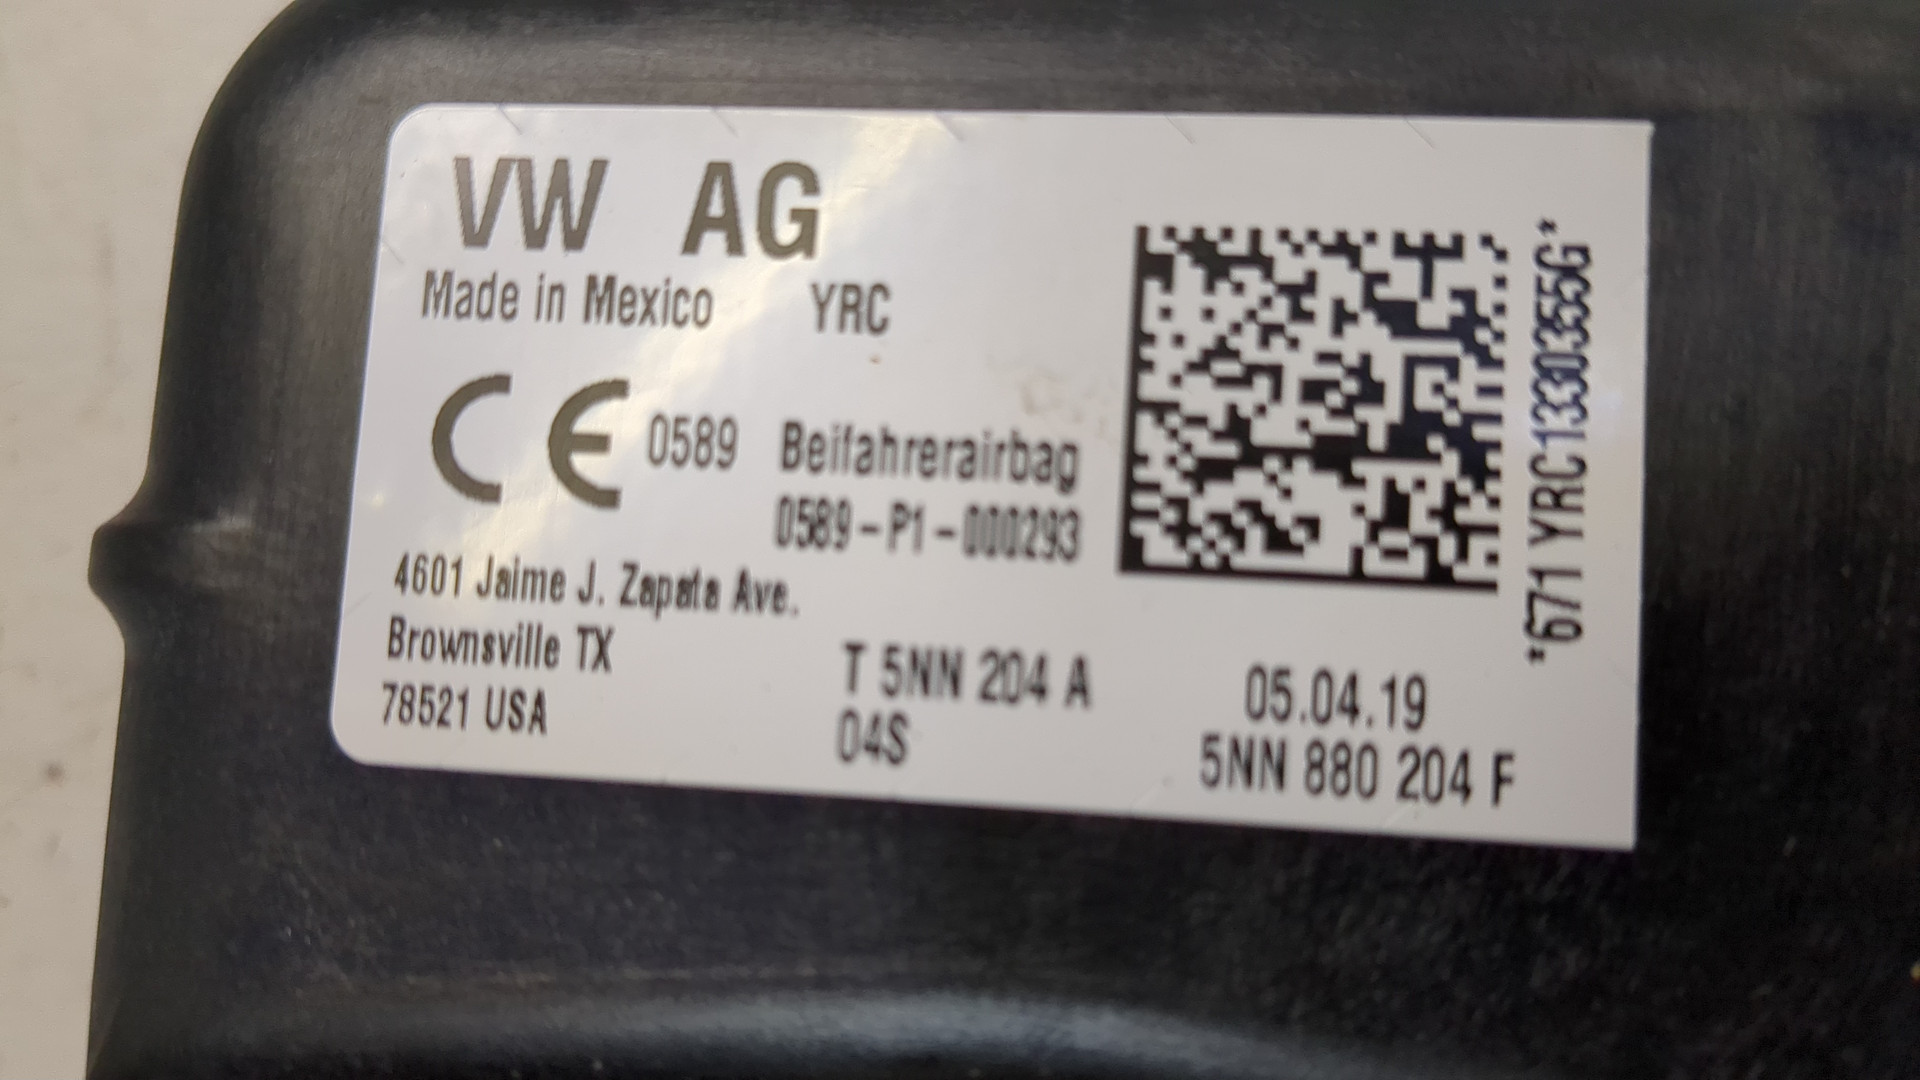 VW AG
Made in Mexico YRC
CE 0589 Beifahrerairbag
0589-P1-000293
4601 Jaime J. Zapata Ave.
Brownsville TX
78521 USA
T 5NN 204 A
04S
05.04.19
5NN 880 204 F
*671 YRC1330355G*